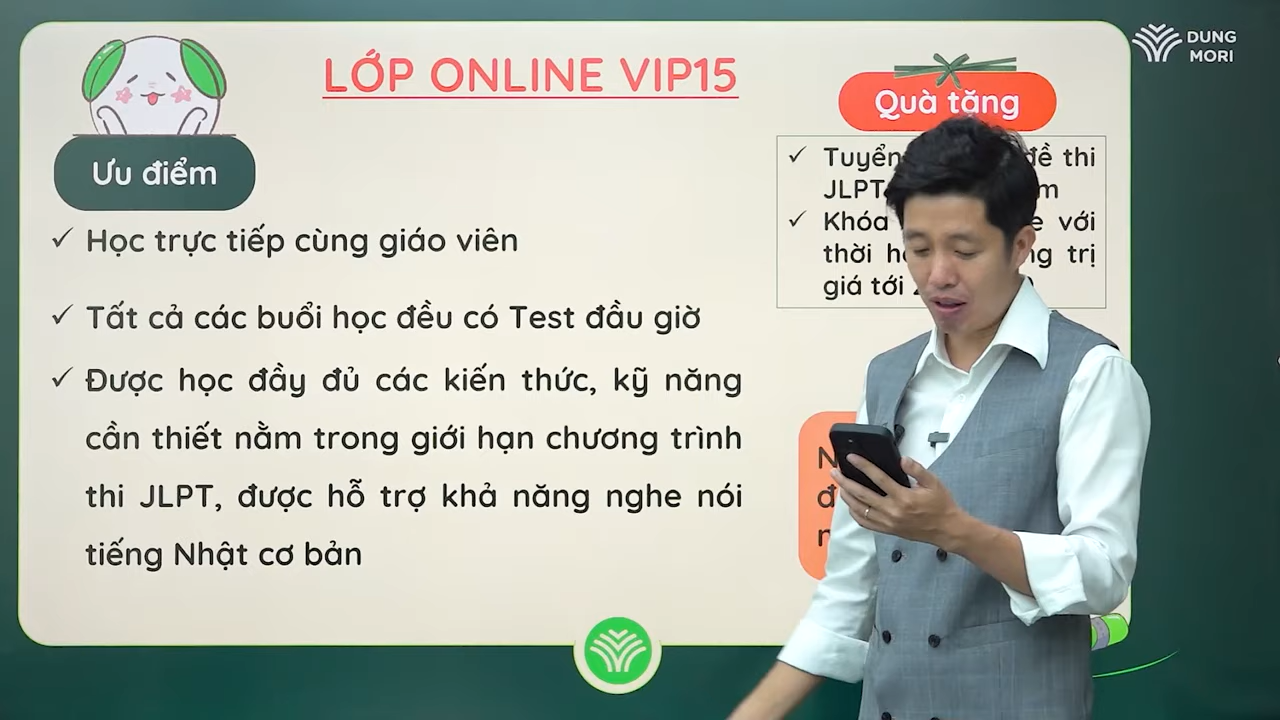 LỚP ONLINE VIP15
DUNG
MORI
Quà tặng
Ưu điểm
✓ Học trực tiếp cùng giáo viên
✓ Tất cả các buổi học đều có Test đầu giờ
✓ Được học đầy đủ các kiến thức, kỹ năng
cần thiết nằm trong giới hạn chương trình
thi JLPT, được hỗ trợ khả năng nghe nói
tiếng Nhật cơ bản
✓ Tuyển đề thi
JLPT
✓ Khóa với
thời trị
giá tới